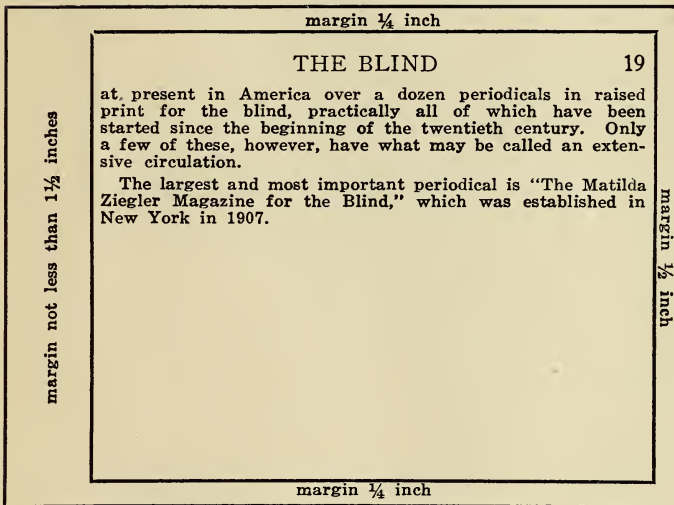 margin ¼ inch
THE BLIND 19
at present in America over a dozen periodicals in raised
print for the blind, practically all of which have been
started since the beginning of the twentieth century. Only
a few of these, however, have what may be called an exten-
sive circulation.
The largest and most important periodical is “The Matilda
Ziegler Magazine for the Blind,” which was established in
New York in 1907.
margin not less than 1½ inches
margin ½ inch
margin ¼ inch